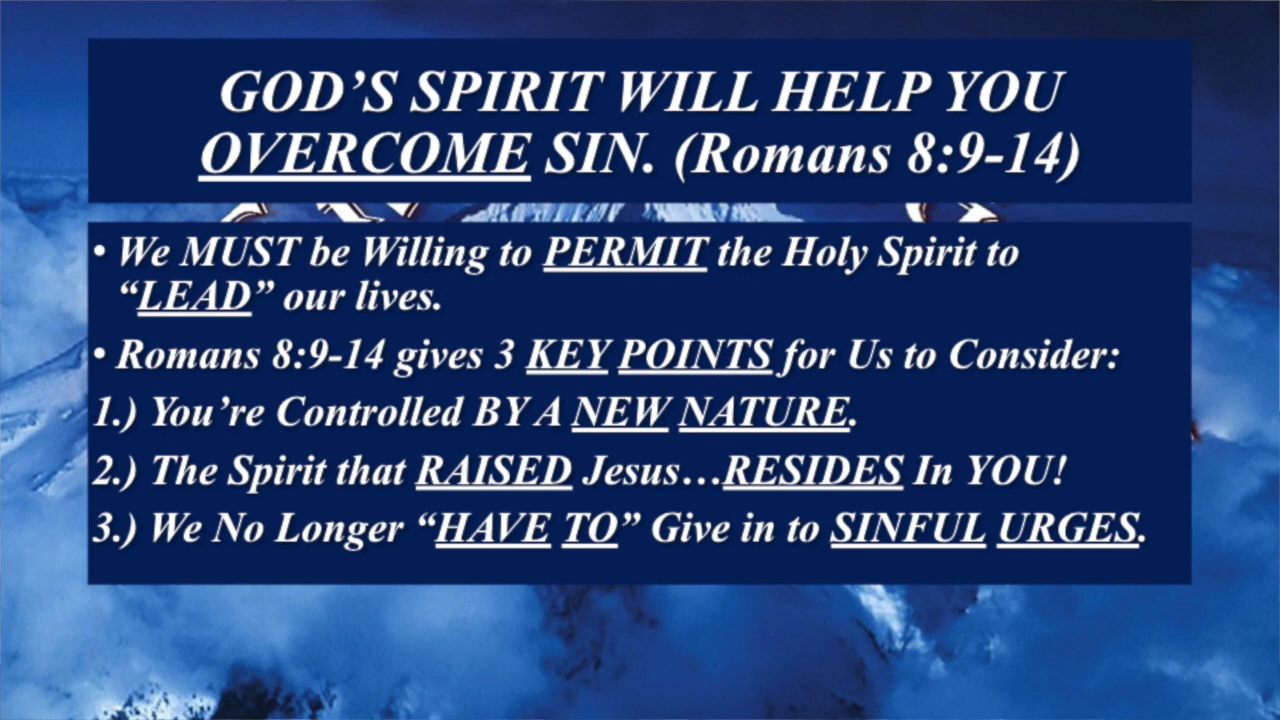 GOD’S SPIRIT WILL HELP YOU
OVERCOME SIN. (Romans 8:9-14)
• We MUST be Willing to PERMIT the Holy Spirit to
“LEAD” our lives.
• Romans 8:9-14 gives 3 KEY POINTS for Us to Consider:
1.) You’re Controlled BY A NEW NATURE.
2.) The Spirit that RAISED Jesus…RESIDES In YOU!
3.) We No Longer “HAVE TO” Give in to SINFUL URGES.